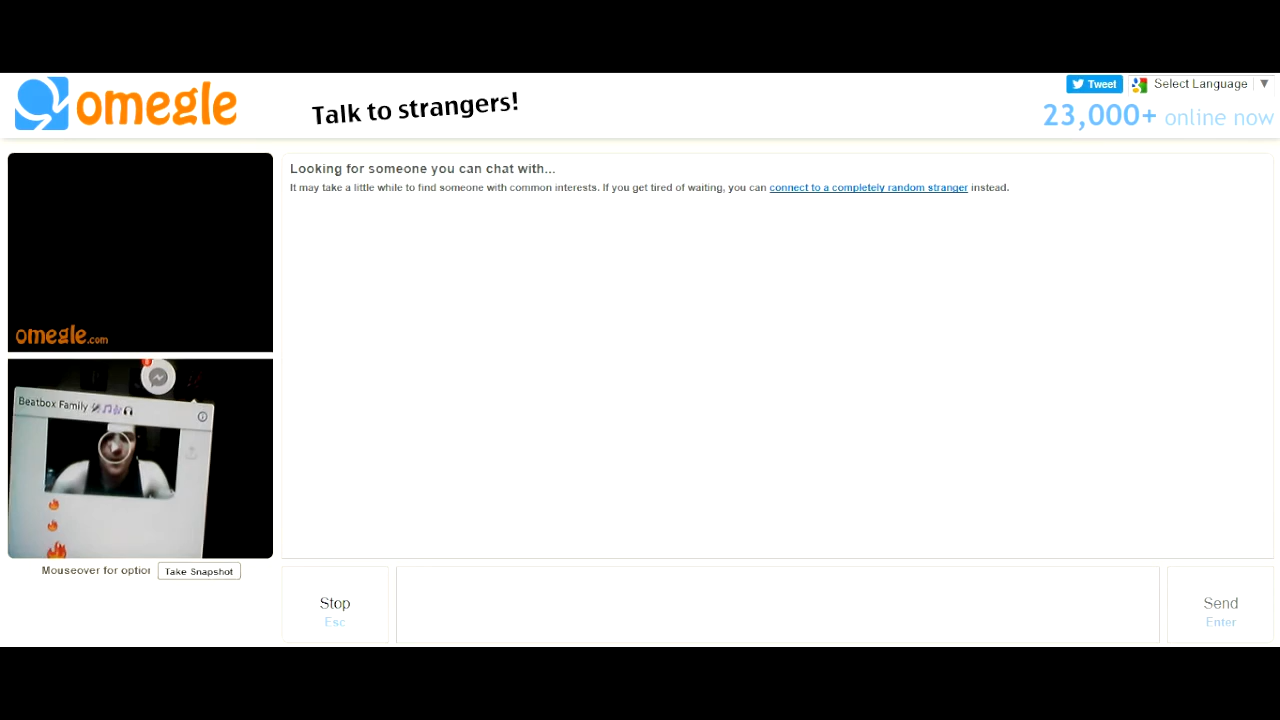 omegle
Talk to strangers!
Tweet
Select Language ▼
23,000+ online now
Looking for someone you can chat with...
It may take a little while to find someone with common interests. If you get tired of waiting, you can connect to a completely random stranger instead.
omegle.com
Beatbox Family
Mouseover for option
Take Snapshot
Stop
Esc
Send
Enter